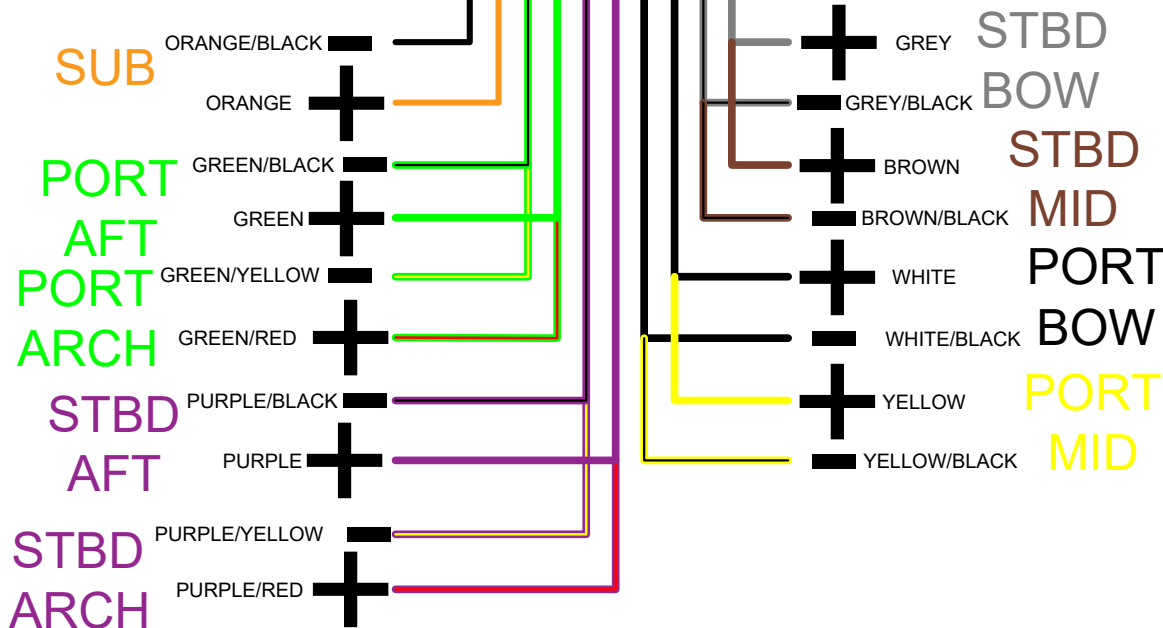 ORANGE/BLACK
SUB
ORANGE
GREEN/BLACK
PORT
AFT
GREEN
GREEN/YELLOW
PORT
ARCH
GREEN/RED
PURPLE/BLACK
STBD
AFT
PURPLE
PURPLE/YELLOW
STBD
ARCH
PURPLE/RED
GREY
STBD
BOW
GREY/BLACK
STBD
MID
BROWN
BROWN/BLACK
WHITE
PORT
BOW
WHITE/BLACK
PORT
MID
YELLOW
YELLOW/BLACK